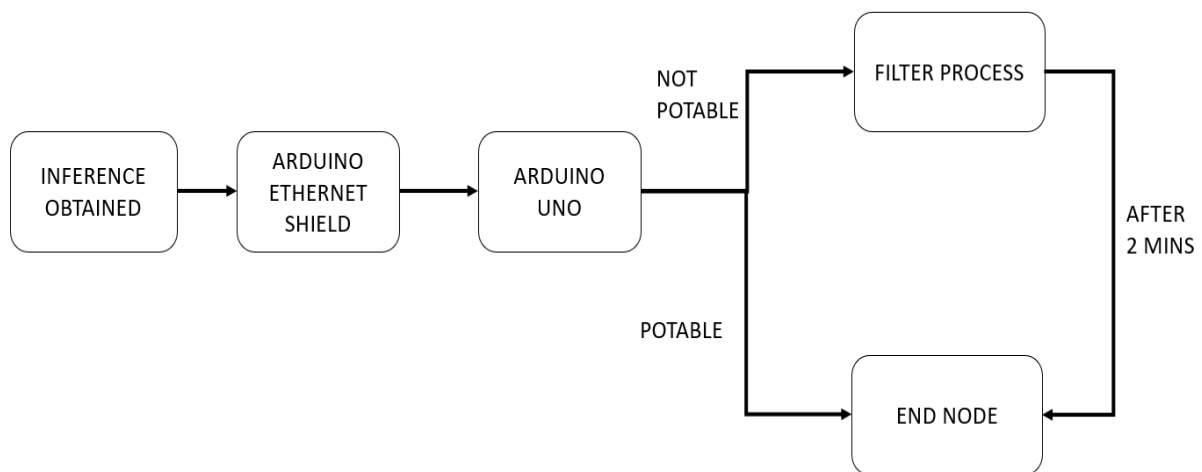 INFERENCE
OBTAINED
ARDUINO
ETHERNET
SHIELD
ARDUINO
UNO
NOT
POTABLE
POTABLE
FILTER PROCESS
AFTER
2 MINS
END NODE